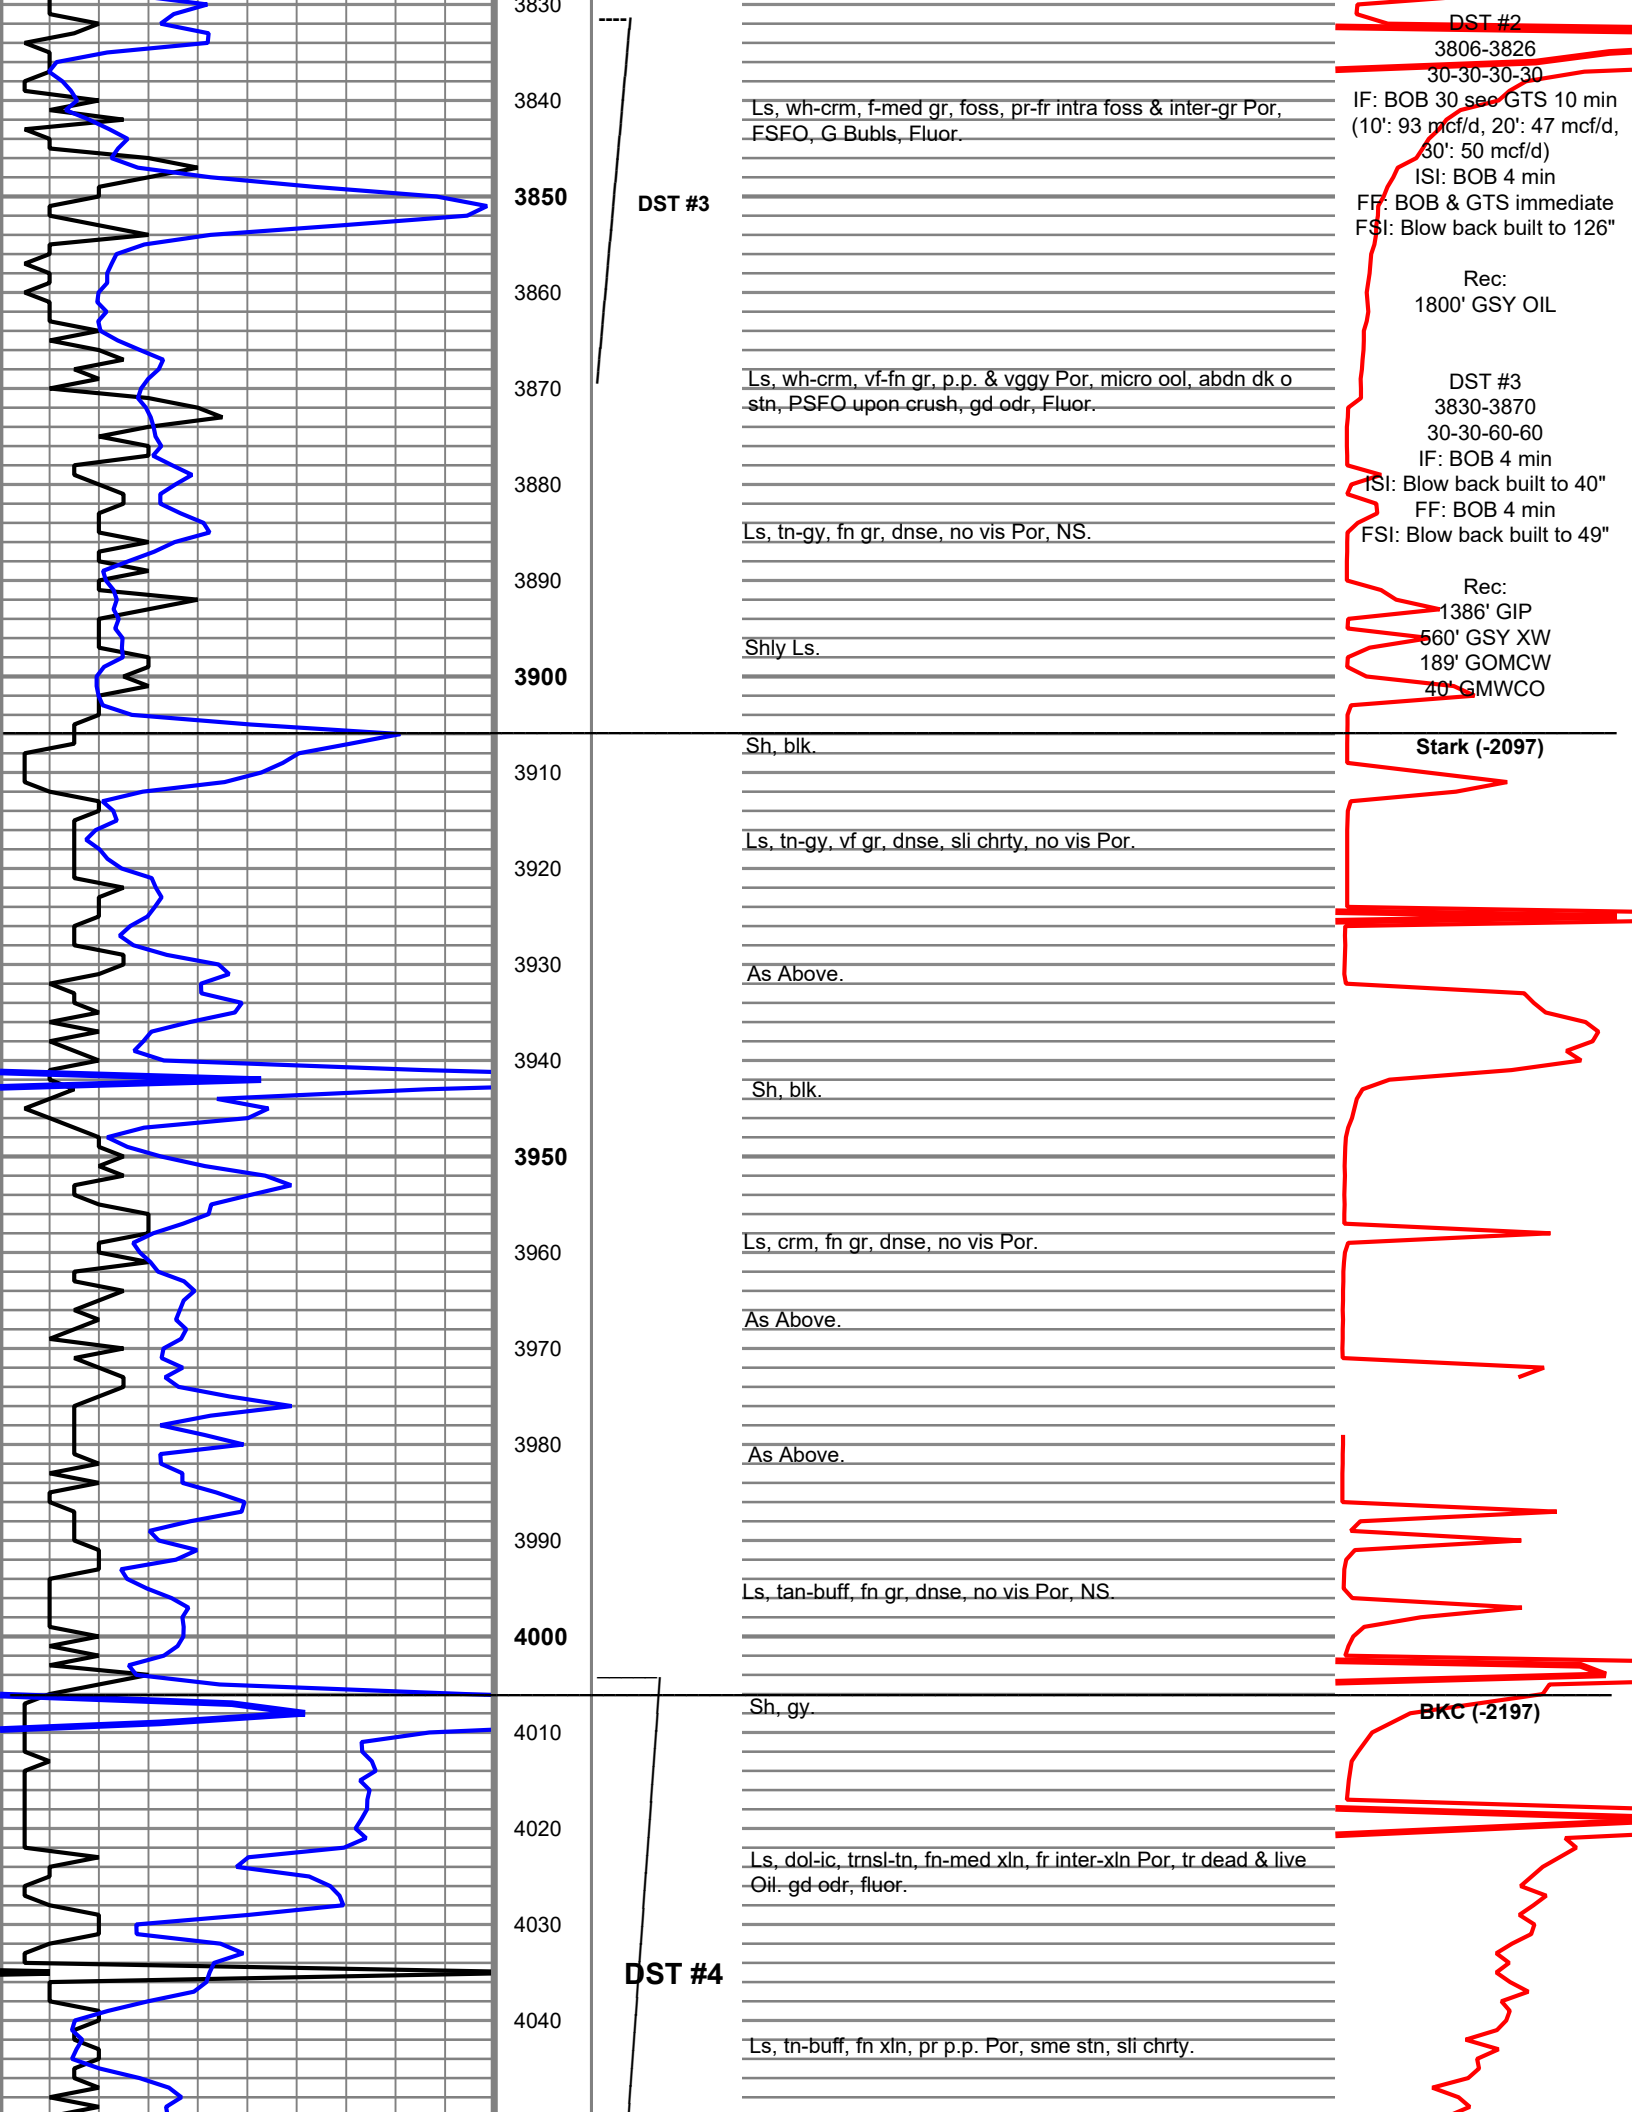 3830
3840
3850
3860
3870
3880
3890
3900
3910
3920
3930
3940
3950
3960
3970
3980
3990
4000
4010
4020
4030
4040
DST #3
DST #4
Ls, wh-crm, f-med gr, foss, pr-fr intra foss & inter-gr Por,
FSFO, G Bubls, Fluor.
Ls, wh-crm, vf-fn gr, p.p. & vggy Por, micro ool, abdn dk o
stn, PSFO upon crush, gd odr, Fluor.
Ls, tn-gy, fn gr, dnse, no vis Por, NS.
Shly Ls.
Sh, blk.
Ls, tn-gy, vf gr, dnse, sli chrty, no vis Por.
As Above.
Sh, blk.
Ls, crm, fn gr, dnse, no vis Por.
As Above.
As Above.
Ls, tan-buff, fn gr, dnse, no vis Por, NS.
Sh, gy.
Ls, dol-ic, trnsl-tn, fn-med xln, fr inter-xln Por, tr dead & live
Oil. gd odr, fluor.
Ls, tn-buff, fn xln, pr p.p. Por, sme stn, sli chrty.
DST #2
3806-3826
30-30-30-30
IF: BOB 30 sec GTS 10 min
(10': 93 mcf/d, 20': 47 mcf/d,
30': 50 mcf/d)
ISI: BOB 4 min
FF: BOB & GTS immediate
FSI: Blow back built to 126"
Rec:
1800' GSY OIL
DST #3
3830-3870
30-30-60-60
IF: BOB 4 min
ISI: Blow back built to 40"
FF: BOB 4 min
FSI: Blow back built to 49"
Rec:
1386' GIP
560' GSY XW
189' GOMCW
40' GMWCO
Stark (-2097)
BKC (-2197)